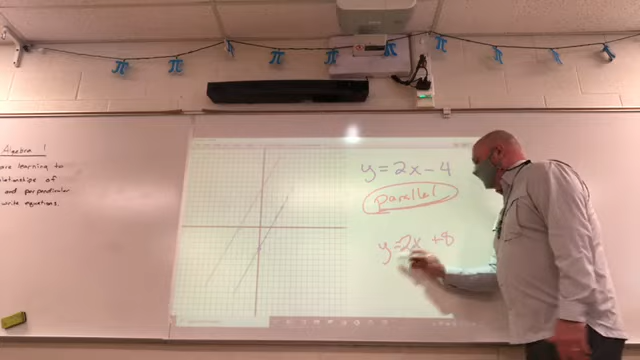 Algebra 1
are learning to
relationships of
and perpendicular
write equations.
y = 2x - 4
parallel
y = 2x + 8